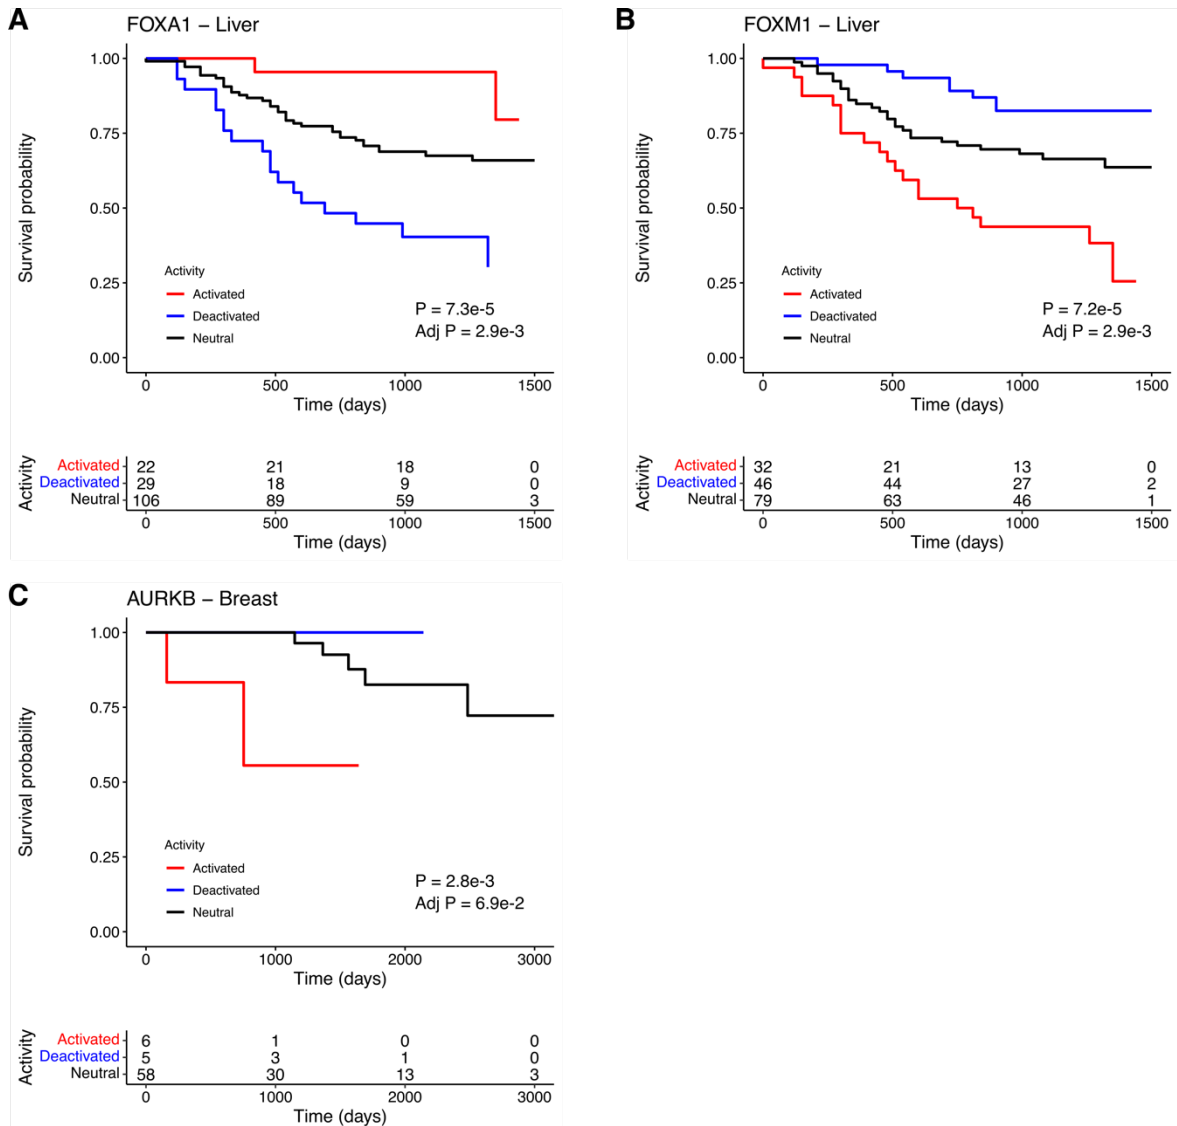 A
FOXA1 – Liver
Survival probability
1.00
0.75
0.50
0.25
0.00
Activity
Activated
Deactivated
Neutral
P = 7.3e-5
Adj P = 2.9e-3
0 500 1000 1500
Time (days)
Activity
Activated 22 21 18 0
Deactivated 29 18 9 0
Neutral 106 89 59 3
0 500 1000 1500
Time (days)
B
FOXM1 – Liver
Survival probability
1.00
0.75
0.50
0.25
0.00
Activity
Activated
Deactivated
Neutral
P = 7.2e-5
Adj P = 2.9e-3
0 500 1000 1500
Time (days)
Activity
Activated 32 21 13 0
Deactivated 46 44 27 2
Neutral 79 63 46 1
0 500 1000 1500
Time (days)
C
AURKB – Breast
Survival probability
1.00
0.75
0.50
0.25
0.00
Activity
Activated
Deactivated
Neutral
P = 2.8e-3
Adj P = 6.9e-2
0 1000 2000 3000
Time (days)
Activity
Activated 6 1 0 0
Deactivated 5 3 1 0
Neutral 58 30 13 3
0 1000 2000 3000
Time (days)